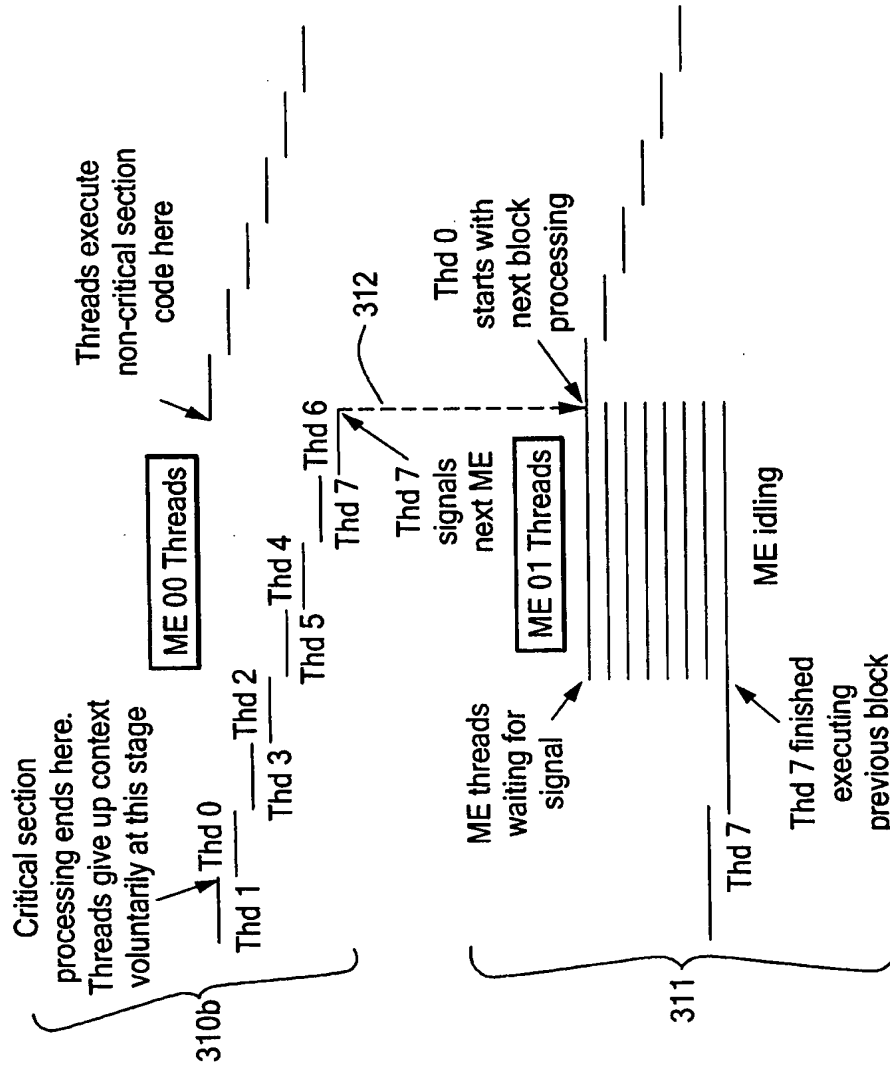 Critical section
processing ends here.
Threads give up context
voluntarily at this stage
Threads execute
non-critical section
code here
ME 00 Threads
Thd 0
Thd 1
Thd 2
Thd 3
Thd 4
Thd 5
Thd 6
Thd 7
310b
312
Thd 7
signals
next ME
Thd 0
starts with
next block
processing
ME 01 Threads
ME threads
waiting for
signal
Thd 7
ME idling
Thd 7 finished
executing
previous block
311